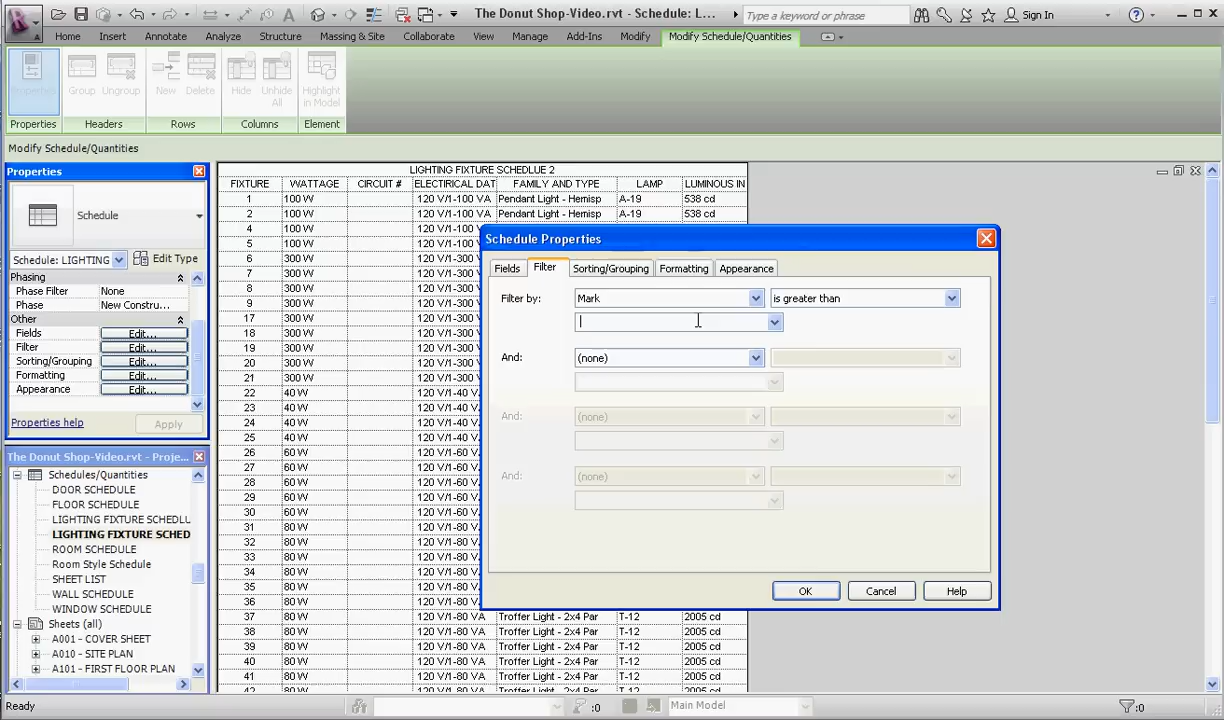 The Donut Shop-Video.rvt - Schedule: L...
Type a keyword or phrase
Sign In
Home Insert Annotate Analyze Structure Massing & Site Collaborate View Manage Add-Ins Modify Modify Schedule/Quantities
Properties Group Ungroup New Delete Hide Unhide All Highlight in Model
Properties Headers Rows Columns Element
Modify Schedule/Quantities
Properties
Schedule
Schedule: LIGHTING Edit Type
Phasing
Phase Filter None
Phase New Constru...
Other
Fields Edit...
Filter Edit...
Sorting/Grouping Edit...
Formatting Edit...
Appearance Edit...
Properties help Apply
The Donut Shop-Video.rvt - Proje...
Schedules/Quantities
DOOR SCHEDULE
FLOOR SCHEDULE
LIGHTING FIXTURE SCHEDLU
LIGHTING FIXTURE SCHED
ROOM SCHEDULE
Room Style Schedule
SHEET LIST
WALL SCHEDULE
WINDOW SCHEDULE
Sheets (all)
A001 - COVER SHEET
A010 - SITE PLAN
A101 - FIRST FLOOR PLAN
LIGHTING FIXTURE SCHEDLUE 2
FIXTURE WATTAGE CIRCUIT # ELECTRICAL DAT FAMILY AND TYPE LAMP LUMINOUS IN
1 100 W 120 V/1-100 VA Pendant Light - Hemisp A-19 538 cd
2 100 W 120 V/1-100 VA Pendant Light - Hemisp A-19 538 cd
4 100 W 120 V/1-100 V
5 100 W 120 V/1-100 V
6 300 W 120 V/1-300
7 300 W 120 V/1-300
8 300 W 120 V/1-300
9 300 W 120 V/1-300
17 300 W 120 V/1-300
18 300 W 120 V/1-300
19 300 W 120 V/1-300
20 300 W 120 V/1-300
21 300 W 120 V/1-300
22 40 W 120 V/1-40 V
23 40 W 120 V/1-40 V
24 40 W 120 V/1-40 V
25 40 W 120 V/1-40 V
26 60 W 120 V/1-60 V
27 60 W 120 V/1-60 V
28 60 W 120 V/1-60 V
29 60 W 120 V/1-60 V
30 60 W 120 V/1-60 V
31 80 W 120 V/1-80 V
32 80 W 120 V/1-80 V
33 80 W 120 V/1-80 V
34 80 W 120 V/1-80 V
35 80 W 120 V/1-80 V
36 80 W 120 V/1-80 V
37 80 W 120 V/1-80 VA Troffer Light - 2x4 Par T-12 2005 cd
38 80 W 120 V/1-80 VA Troffer Light - 2x4 Par T-12 2005 cd
39 80 W 120 V/1-80 VA Troffer Light - 2x4 Par T-12 2005 cd
40 80 W 120 V/1-80 VA Troffer Light - 2x4 Par T-12 2005 cd
41 80 W 120 V/1-80 VA Troffer Light - 2x4 Par T-12 2005 cd
42 80 W 120 V/1-80 VA Troffer Light - 2x4 Par T-12 2005 cd
Schedule Properties
Fields Filter Sorting/Grouping Formatting Appearance
Filter by: Mark is greater than
And: (none)
And: (none)
And: (none)
OK Cancel Help
Ready :0 Main Model :0